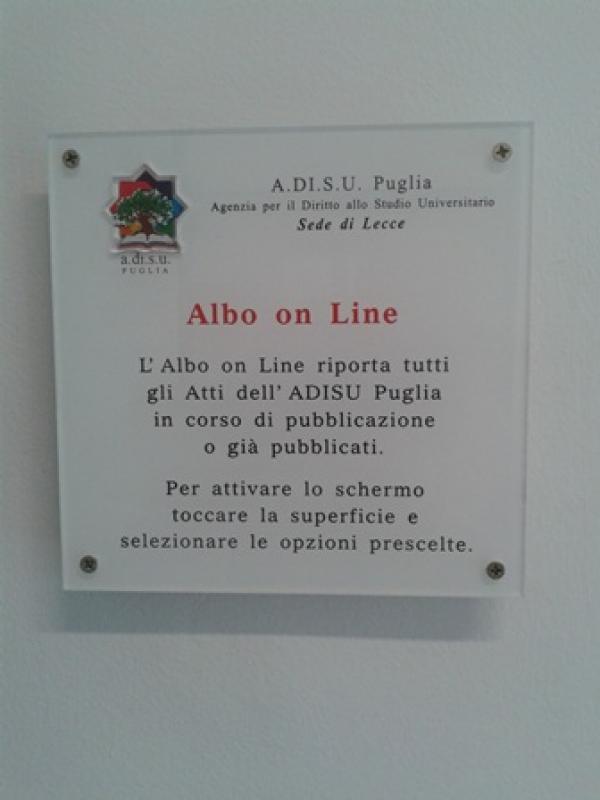 A.DI.S.U. Puglia
Agenzia per il Diritto allo Studio Universitario
Sede di Lecce
a.di.s.u.
PUGLIA
Albo on Line
L' Albo on Line riporta tutti
gli Atti dell' ADISU Puglia
in corso di pubblicazione
o già pubblicati.
Per attivare lo schermo
toccare la superficie e
selezionare le opzioni prescelte.